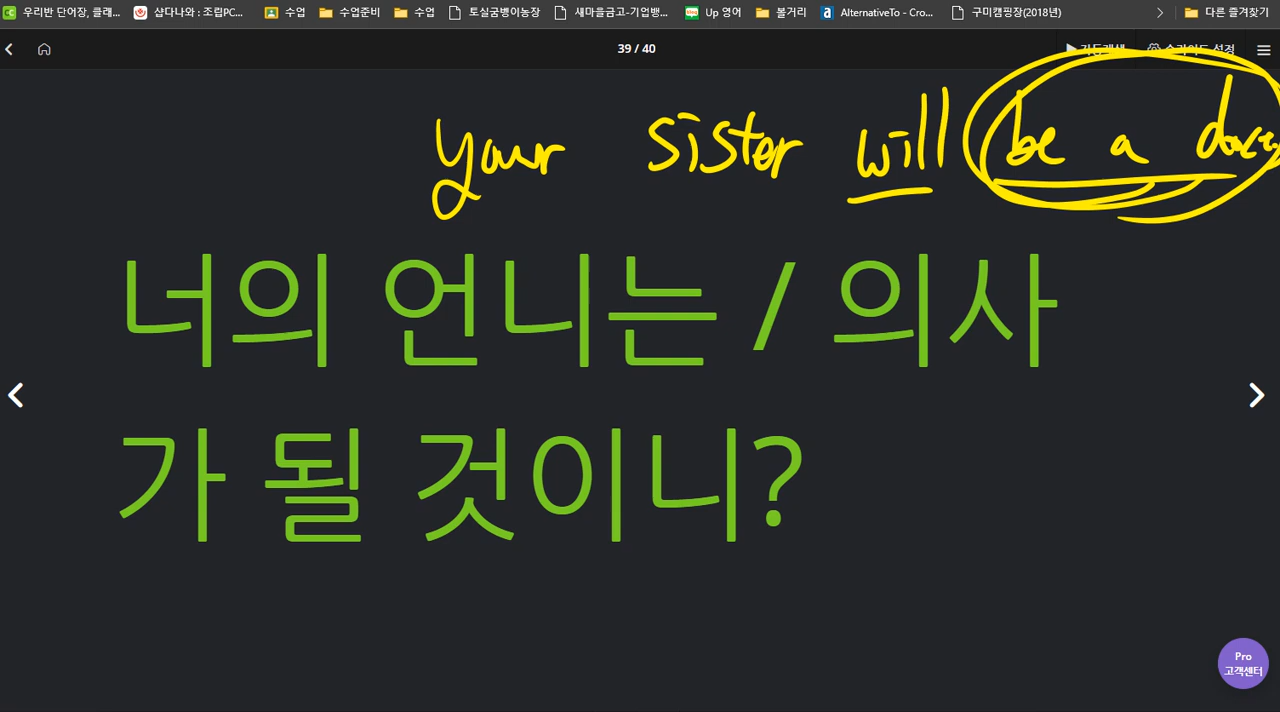 우리반 단어장, 클래... 샵다나와 : 조립PC... 수업 수업준비 수업 토실굼벵이농장 새마을금고-기업뱅... Up 영어 볼거리 AlternativeTo - Cro... 구미캠핑장(2018년) 다른 즐겨찾기
39 / 40
your sister will be a
너의 언니는 / 의사
가 될 것이니?
Pro
고객센터